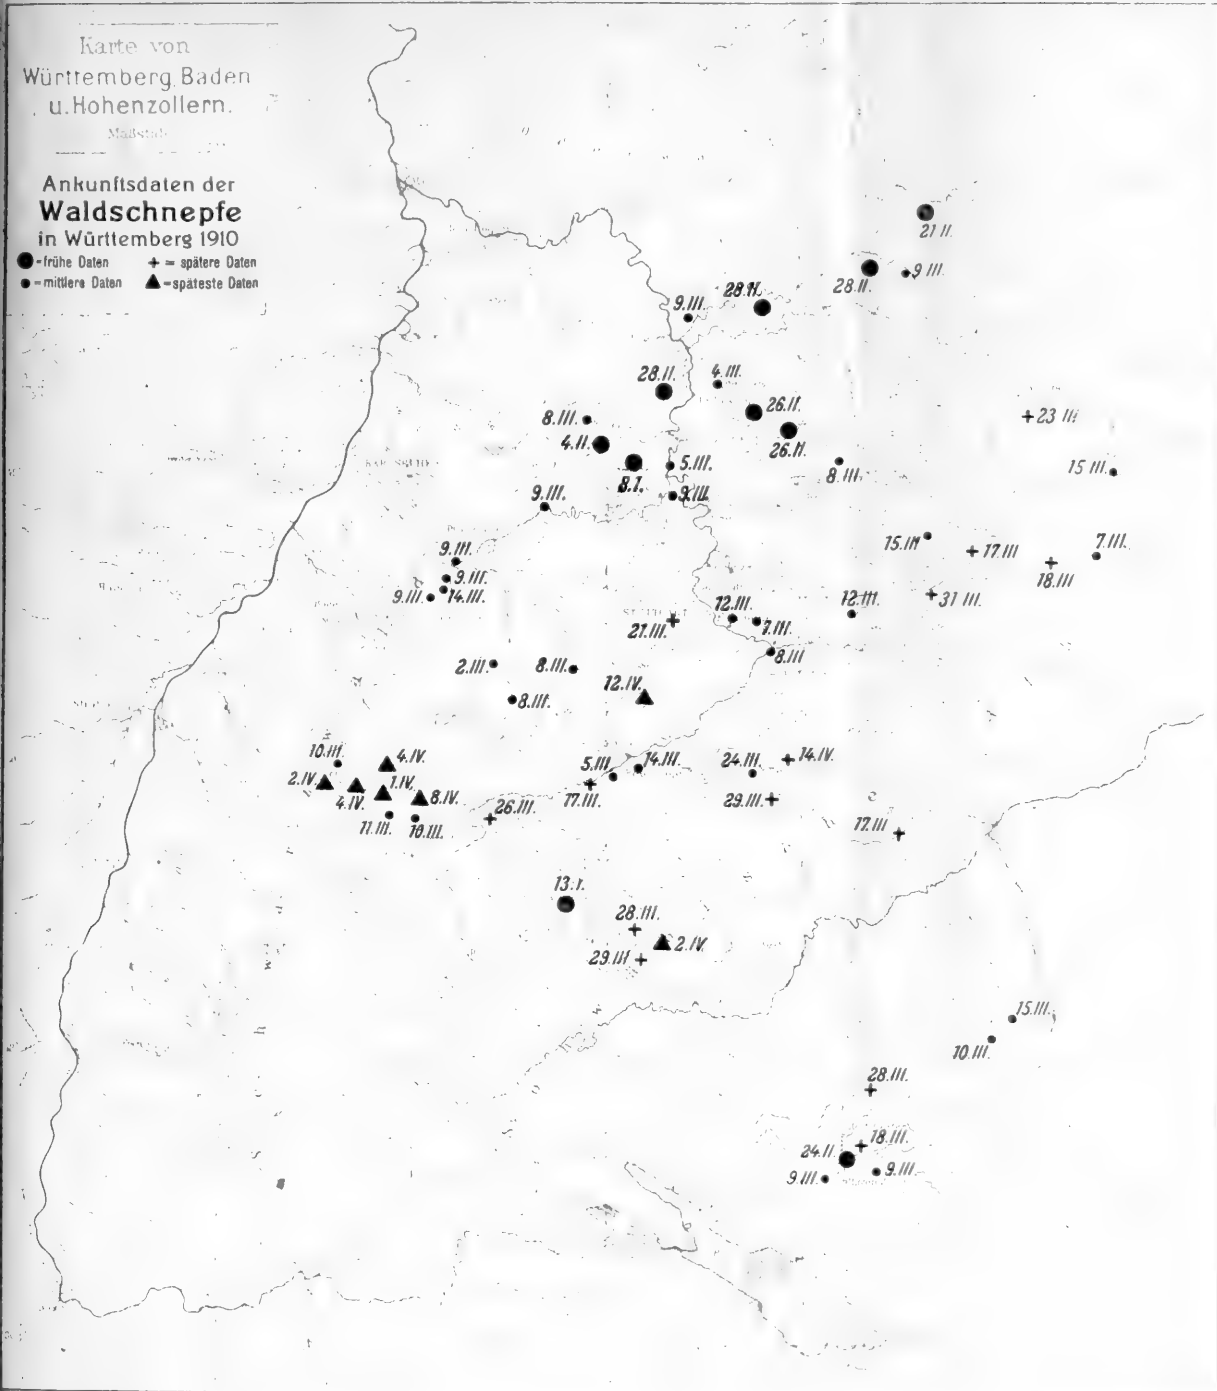 Karte von
Württemberg, Baden
u. Hohenzollern.
Maßstab
Ankunftsdaten der
Waldschnepfe
in Württemberg 1910
-frühe Daten
+ = spätere Daten
-mittlere Daten
-späteste Daten
21 II.
28.II.
9 III.
28.II.
9.III.
28.II.
4.III.
26.II.
26.II.
8.III.
4.II.
8.I.
5.III.
9.III.
8.III.
23 III
15 III.
9.III.
15.III
17.III
18.III
7.III.
31 III.
12.III.
9.III.
9.III.
9.III.
14.III.
12.III.
7.III.
8.III
21.III.
2.III.
8.III.
8.III.
12.IV.
10.III.
4.IV.
2.IV.
4.IV.
1.IV.
8.IV.
11.III.
10.III.
26.III.
5.III.
14.III.
17.III.
24.III.
14.IV.
29.III.
17.III
13.I.
28.III.
2.IV.
29.III
15.III.
10.III.
28.III.
18.III.
24.II.
9.III.
9.III.